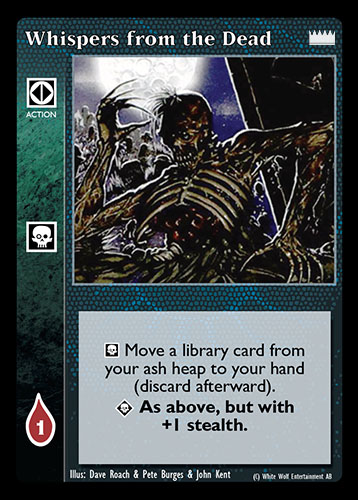 Whispers from the Dead
ACTION
Move a library card from
your ash heap to your hand
(discard afterward).
As above, but with
+1 stealth.
1
Illus: Dave Roach & Pete Burges & John Kent
(C) White Wolf Entertainment AB